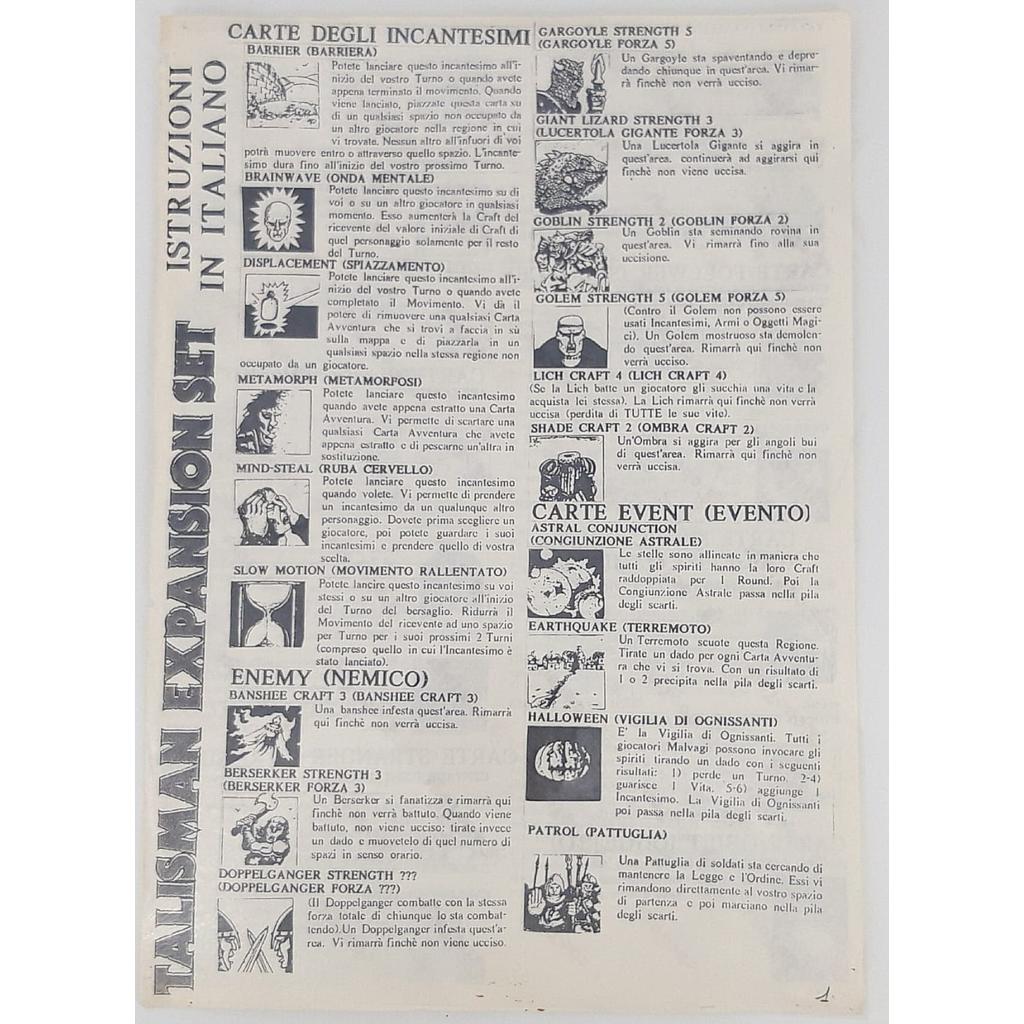 TALISMAN EXPANSION SET
ISTRUZIONI
IN ITALIANO
CARTE DEGLI INCANTESIMI
BARRIER (BARRIERA)
Potete lanciare questo incantesimo all'i-
nizio del vostro Turno o quando avete
appena terminato il movimento. Quando
viene lanciato, piazzate questa carta su
di un qualsiasi spazio non occupato da
un altro giocatore nella regione in cui
vi trovate. Nessun altro all'infuori di voi
potrà muovere entro o attraverso quello spazio. L'incante-
simo dura fino all'inizio del vostro prossimo Turno.
BRAINWAVE (ONDA MENTALE)
Potete lanciare questo incantesimo su di
voi o su un altro giocatore in qualsiasi
momento. Esso aumenterà la Craft del
ricevente del valore iniziale di Craft di
quel personaggio solamente per il resto
del Turno.
DISPLACEMENT (SPIAZZAMENTO)
Potete lanciare questo incantesimo all'i-
nizio del vostro Turno o quando avete
completato il Movimento. Vi dà il
potere di rimuovere una qualsiasi Carta
Avventura che si trovi a faccia in sù
sulla mappa e di piazzarla in un
qualsiasi spazio nella stessa regione non
occupato da un giocatore.
METAMORPH (METAMORFOSI)
Potete lanciare questo incantesimo
quando avete appena estratto una Carta
Avventura. Vi permette di scartare una
qualsiasi Carta Avventura che avete
appena estratto e di pescarne un'altra in
sostituzione.
MIND-STEAL (RUBA CERVELLO)
Potete lanciare questo incantesimo
quando volete. Vi permette di prendere
un incantesimo da un qualunque altro
personaggio. Dovete prima scegliere un
giocatore, poi potete guardare i suoi
incantesimi e prendere quello di vostra
scelta.
SLOW MOTION (MOVIMENTO RALLENTATO)
Potete lancire questo incantesimo su voi
stessi o su un altro giocatore all'inizio
del Turno del bersaglio. Ridurrà il
Movimento del ricevente ad uno spazio
per Turno per i suoi prossimi 2 Turni
(compreso quello in cui l'Incantesimo è
stato lanciato).
ENEMY (NEMICO)
BANSHEE CRAFT 3 (BANSHEE CRAFT 3)
Una banshee infesta quest'area. Rimarrà
qui finchè non verrà uccisa.
BERSERKER STRENGTH 3
(BERSERKER FORZA 3)
Un Berserker si fanatizza e rimarrà qui
finchè non verrà battuto. Quando viene
battuto, non viene ucciso: tirate invece
un dado e muovetelo di quel numero di
spazi in senso orario.
DOPPELGANGER STRENGTH ???
(DOPPELGANGER FORZA ???)
(Il Doppelganger combatte con la stessa
forza totale di chiunque lo sta combat-
tendo).Un Doppelganger infesta quest'a-
rea. Vi rimarrà finchè non viene ucciso.
GARGOYLE STRENGTH 5
(GARGOYLE FORZA 5)
Un Gargoyle sta spaventando e depre-
dando chiunque in quest'area. Vi rimar-
rà finchè non verrà ucciso.
GIANT LIZARD STRENGTH 3
(LUCERTOLA GIGANTE FORZA 3)
Una Lucertola Gigante si aggira in
quest'area. continuerà ad aggirarsi qui
finchè non viene uccisa.
GOBLIN STRENGTH 2 (GOBLIN FORZA 2)
Un Goblin sta seminando rovina in
quest'area. Vi rimarrà fino alla sua
uccisione.
GOLEM STRENGTH 5 (GOLEM FORZA 5)
(Contro il Golem non possono essere
usati Incantesimi, Armi o Oggetti Magi-
ci). Un Golem mostruoso sta demolen-
do quest'area. Rimarrà qui finchè non
verrà ucciso.
LICH CRAFT 4 (LICH CRAFT 4)
(Se la Lich batte un giocatore gli succhia una vita e la
acquista lei stessa). La Lich rimarrà qui finchè non verrà
uccisa (perdita di TUTTE le sue vite).
SHADE CRAFT 2 (OMBRA CRAFT 2)
Un'Ombra si aggira per gli angoli bui
di quest'area. Rimarrà qui finchè non
verrà uccisa.
CARTE EVENT (EVENTO)
ASTRAL CONJUNCTION
(CONGIUNZIONE ASTRALE)
Le stelle sono allineate in maniera che
tutti gli spiriti hanno la loro Craft
raddoppiata per 1 Round. Poi la
Congiunzione Astrale passa nella pila
degli scarti.
EARTHQUAKE (TERREMOTO)
Un Terremoto scuote questa Regione.
Tirate un dado per ogni Carta Avventu-
ra che vi si trova. Con un risultato di
1 o 2 precipita nella pila degli scarti.
HALLOWEEN (VIGILIA DI OGNISSANTI)
E' la Vigilia di Ognissanti. Tutti i
giocatori Malvagi possono invocare gli
spiriti tirando un dado con i seguenti
risultati: 1) perde un Turno. 2-4)
guarisce 1 Vita. 5-6) aggiunge 1
Incantesimo. La Vigilia di Ognissanti
poi passa nella pila degli scarti.
PATROL (PATTUGLIA)
Una Pattuglia di soldati sta cercando di
mantenere la Legge e l'Ordine. Essi vi
rimandono direttamente al vostro spazio
di partenza e poi marciano nella pila
degli scarti.
1